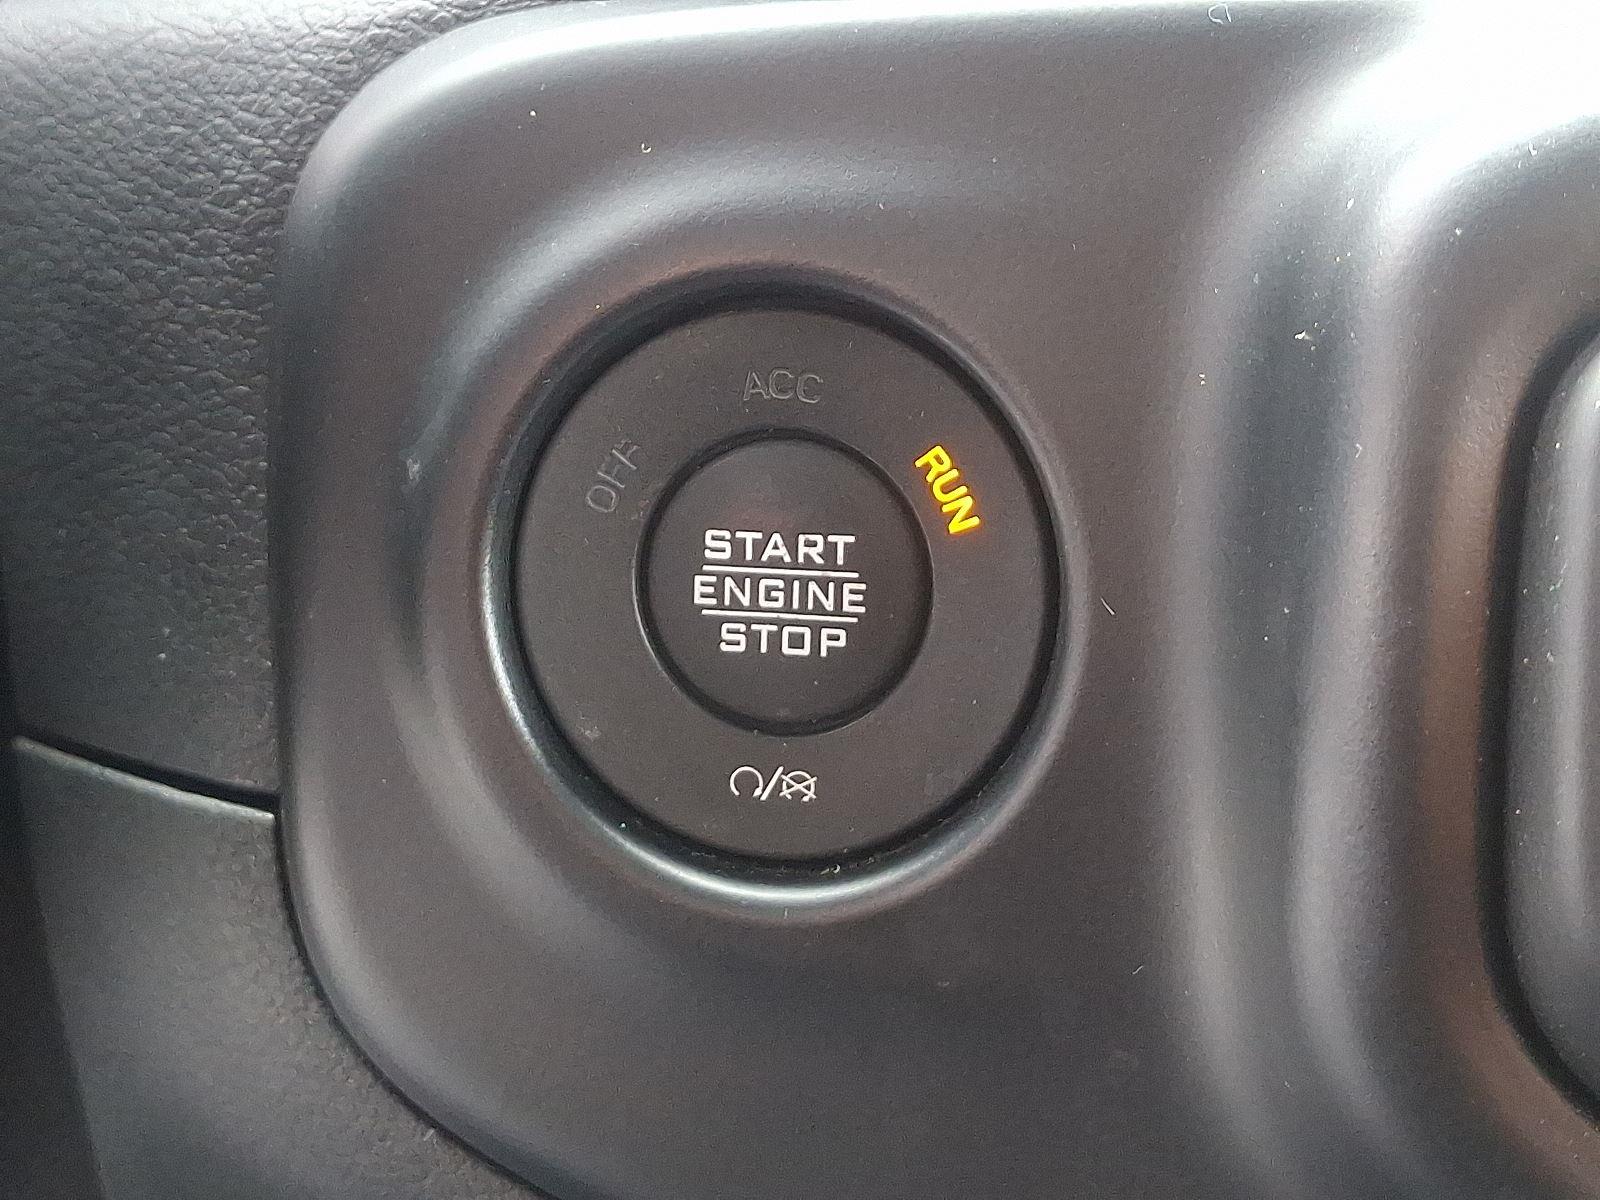 ACC
OFF
RUN
START
ENGINE
STOP